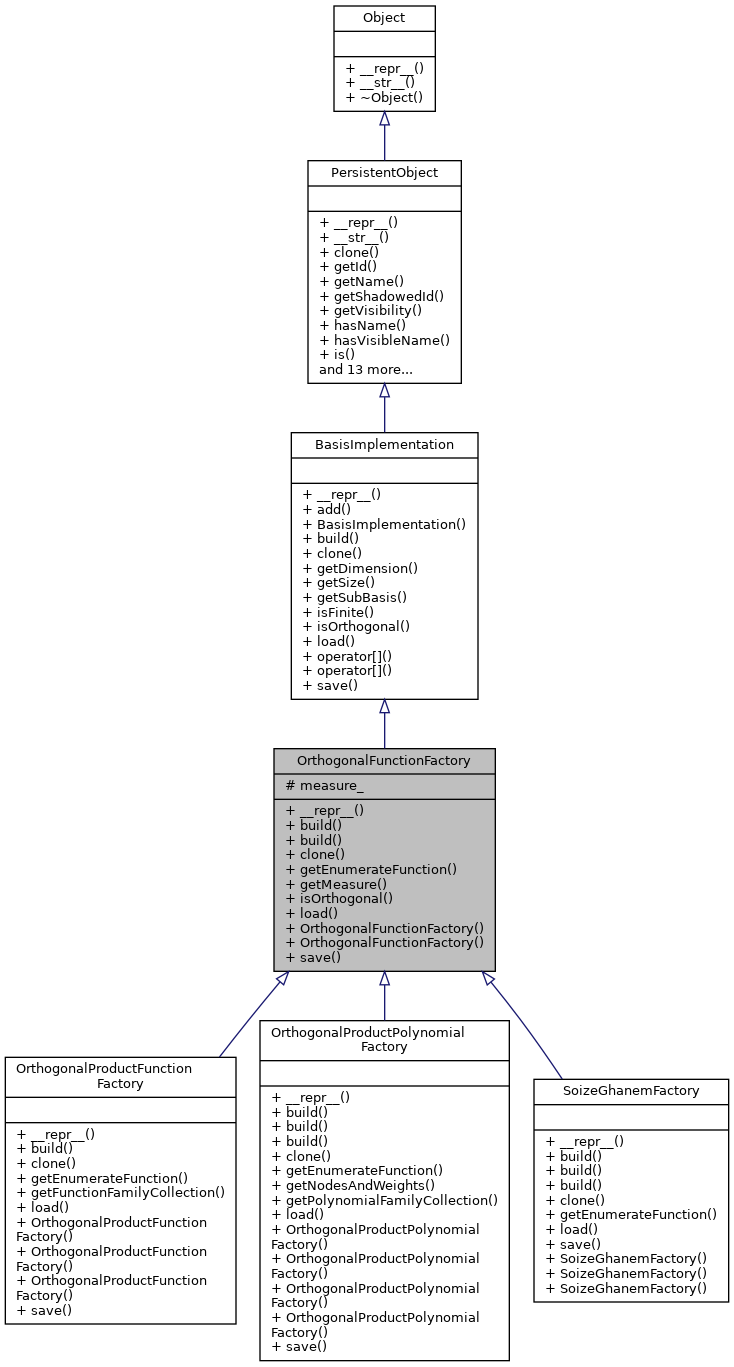 Object
+ __repr__()
+ __str__()
+ ~Object()
PersistentObject
+ __repr__()
+ __str__()
+ clone()
+ getId()
+ getName()
+ getShadowedId()
+ getVisibility()
+ hasName()
+ hasVisibleName()
+ is()
and 13 more...
BasisImplementation
+ __repr__()
+ add()
+ BasisImplementation()
+ build()
+ clone()
+ getDimension()
+ getSize()
+ getSubBasis()
+ isFinite()
+ isOrthogonal()
+ load()
+ operator[]()
+ operator[]()
+ save()
OrthogonalFunctionFactory
# measure_
+ __repr__()
+ build()
+ build()
+ clone()
+ getEnumerateFunction()
+ getMeasure()
+ isOrthogonal()
+ load()
+ OrthogonalFunctionFactory()
+ OrthogonalFunctionFactory()
+ save()
OrthogonalProductFunction
Factory
+ __repr__()
+ build()
+ clone()
+ getEnumerateFunction()
+ getFunctionFamilyCollection()
+ load()
+ OrthogonalProductFunction
Factory()
+ OrthogonalProductFunction
Factory()
+ OrthogonalProductFunction
Factory()
+ save()
OrthogonalProductPolynomial
Factory
+ __repr__()
+ build()
+ build()
+ build()
+ clone()
+ getEnumerateFunction()
+ getNodesAndWeights()
+ getPolynomialFamilyCollection()
+ load()
+ OrthogonalProductPolynomial
Factory()
+ OrthogonalProductPolynomial
Factory()
+ OrthogonalProductPolynomial
Factory()
+ OrthogonalProductPolynomial
Factory()
+ save()
SoizeGhanemFactory
+ __repr__()
+ build()
+ build()
+ build()
+ clone()
+ getEnumerateFunction()
+ load()
+ save()
+ SoizeGhanemFactory()
+ SoizeGhanemFactory()
+ SoizeGhanemFactory()